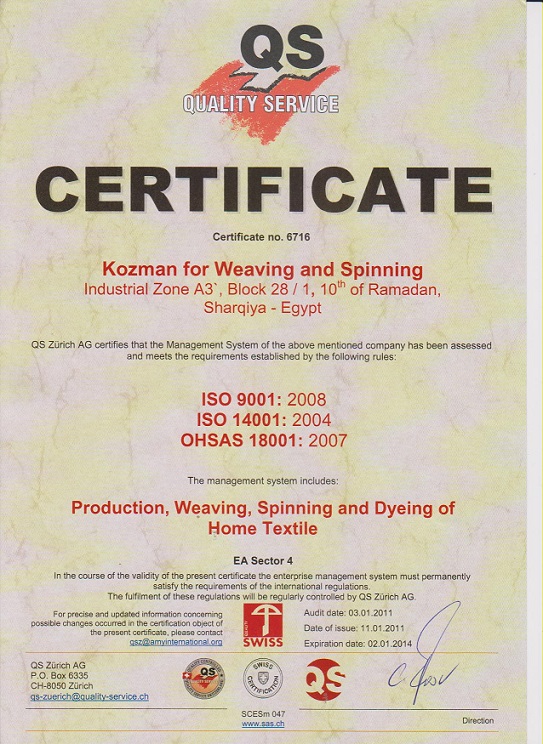 QS
QUALITY SERVICE
CERTIFICATE
Certificate no. 6716
Kozman for Weaving and Spinning
Industrial Zone A3`, Block 28 / 1, 10th of Ramadan,
Sharqiya - Egypt
QS Zürich AG certifies that the Management System of the above mentioned company has been assessed
and meets the requirements established by the following rules:
ISO 9001: 2008
ISO 14001: 2004
OHSAS 18001: 2007
The management system includes:
Production, Weaving, Spinning and Dyeing of
Home Textile
EA Sector 4
In the course of the validity of the present certificate the enterprise management system must permanently
satisfy the requirements of the international regulations.
The fulfilment of these regulations will be regularly controlled by QS Zürich AG.
For precise and updated information concerning
possible changes occurred in the certification object of
the present certificate, please contact
qsz@amyinternational.org
SWISS
Audit date: 03.01.2011
Date of issue: 11.01.2011
Expiration date: 02.01.2014
QS Zürich AG
P.O. Box 6335
CH-8050 Zürich
qs-zuerich@quality-service.ch
QS
SWISS
CERTIFICATION
QS
SCESm 047
www.sas.ch
Direction